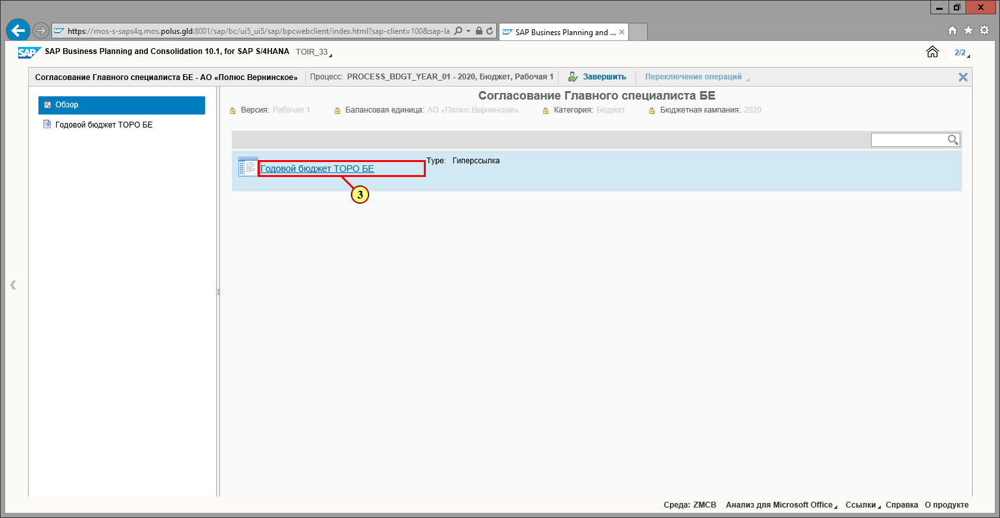 https://mos-s-saps4q.mos.polus.gld:8001/sap/bc/ui5_ui5/sap/bpcwebclient/index.html?sap-client=100&sap-la
SAP Business Planning and ...
SAP
SAP Business Planning and Consolidation 10.1, for SAP S/4HANA TOIR_33
2/2
Согласование Главного специалиста БЕ - АО «Полюс Вернинское» Процесс: PROCESS_BDGT_YEAR_01 - 2020, Бюджет, Рабочая 1 Завершить Переключение операций
Обзор
Годовой бюджет ТОРО БЕ
Согласование Главного специалиста БЕ
Версия: Рабочая 1 Балансовая единица: АО «Полюс Вернинское» Категория: Бюджет Бюджетная кампания: 2020
Type: Гиперссылка
Годовой бюджет ТОРО БЕ
3
Среда: ZMCB Анализ для Microsoft Office Ссылки Справка О продукте